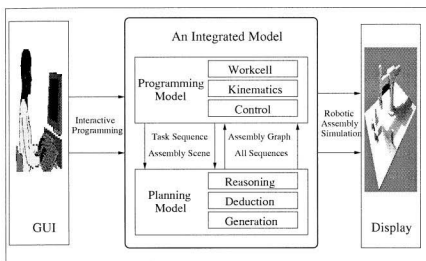 An Integrated Model
Programming
Model
Workcell
Kinematics
Control
Interactive
Programming
Task Sequence
Assembly Scene
Assembly Graph
All Sequences
Robotic
Assembly
Simulation
Planning
Model
Reasoning
Deduction
Generation
GUI
Display